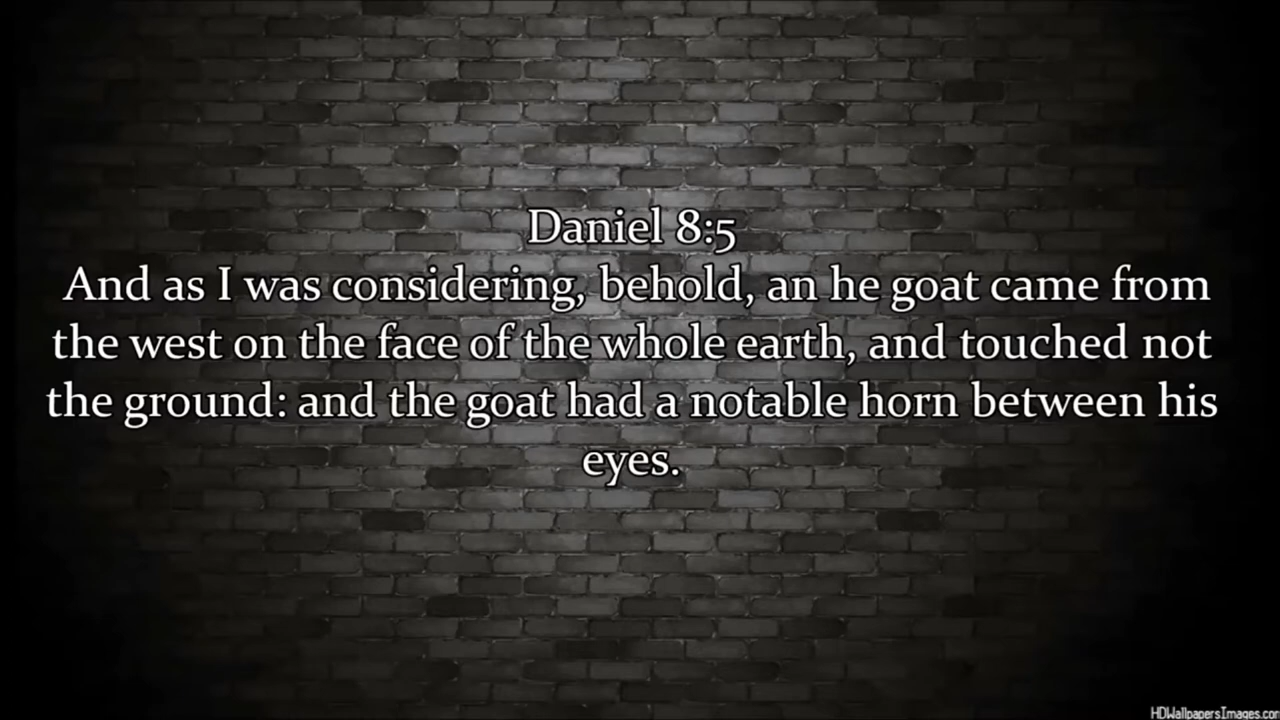 Daniel 8:5
And as I was considering, behold, an he goat came from
the west on the face of the whole earth, and touched not
the ground: and the goat had a notable horn between his
eyes.
HDWallpapersImages.com